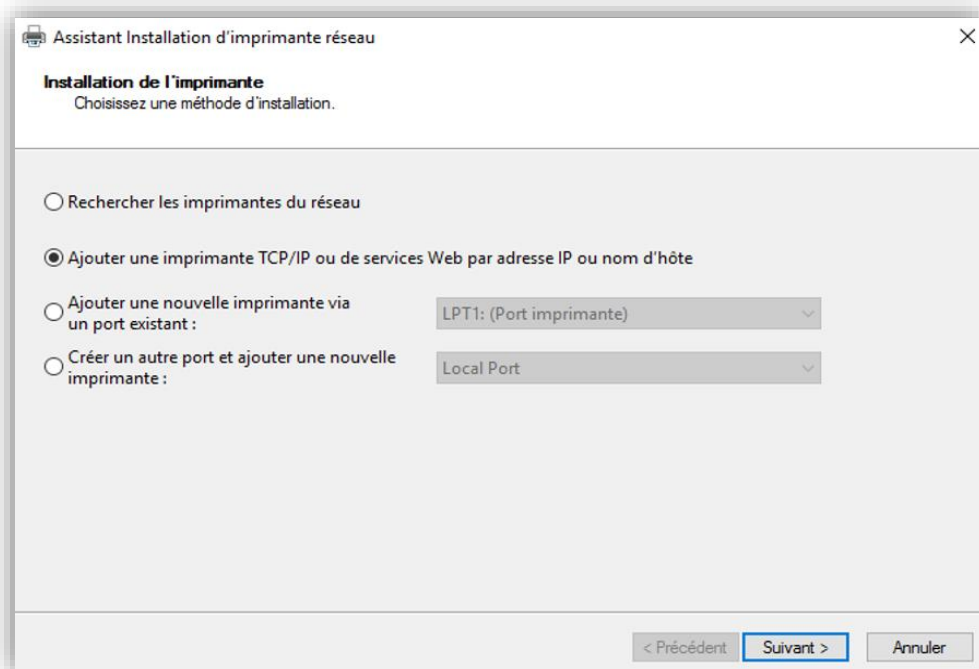 Assistant Installation d'imprimante réseau
Installation de l'imprimante
Choisissez une méthode d'installation.
Rechercher les imprimantes du réseau
Ajouter une imprimante TCP/IP ou de services Web par adresse IP ou nom d'hôte
Ajouter une nouvelle imprimante via
un port existant :
LPT1: (Port imprimante)
Créer un autre port et ajouter une nouvelle
imprimante :
Local Port
< Précédent Suivant > Annuler